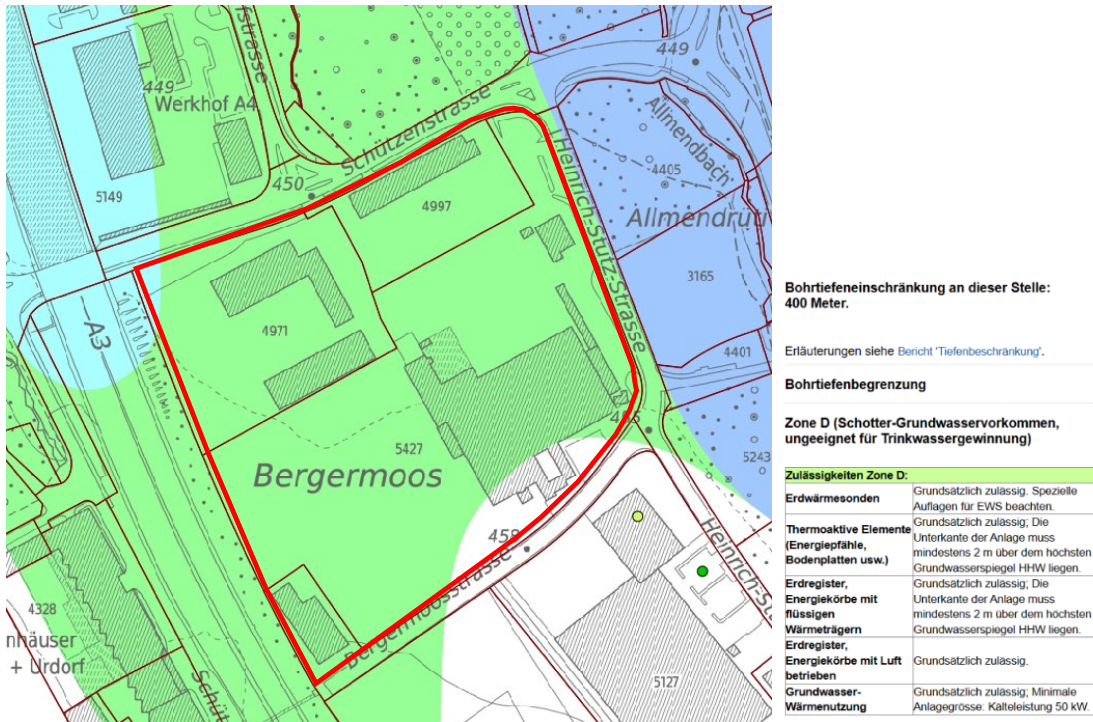 449
Werkhof A4
fstrasse
5149
450
Schützenstrasse
4997
Heinrich-Stutz-Strasse
449
Allmendbach
4405
Allmendrüti
3165
4401
5243
A3
4971
5427
Bergermoos
458
Bergermoosstrasse
Heinrich-Stu
5127
4328
nhäuser
+ Urdorf
Schüt
Bohrtiefeneinschränkung an dieser Stelle:
400 Meter.
Erläuterungen siehe Bericht 'Tiefenbeschränkung'.
Bohrtiefenbegrenzung
Zone D (Schotter-Grundwasservorkommen,
ungeeignet für Trinkwassergewinnung)
Zulässigkeiten Zone D:
Erdwärmesonden Grundsätzlich zulässig. Spezielle
Auflagen für EWS beachten.
Thermoaktive Elemente Grundsätzlich zulässig; Die
(Energiepfähle, Unterkante der Anlage muss
Bodenplatten usw.) mindestens 2 m über dem höchsten
Grundwasserspiegel HHW liegen.
Erdregister, Grundsätzlich zulässig; Die
Energiekörbe mit Unterkante der Anlage muss
flüssigen mindestens 2 m über dem höchsten
Wärmeträgern Grundwasserspiegel HHW liegen.
Erdregister,
Energiekörbe mit Luft Grundsätzlich zulässig.
betrieben
Grundwasser- Grundsätzlich zulässig; Minimale
Wärmenutzung Anlagegrösse: Kälteleistung 50 kW.